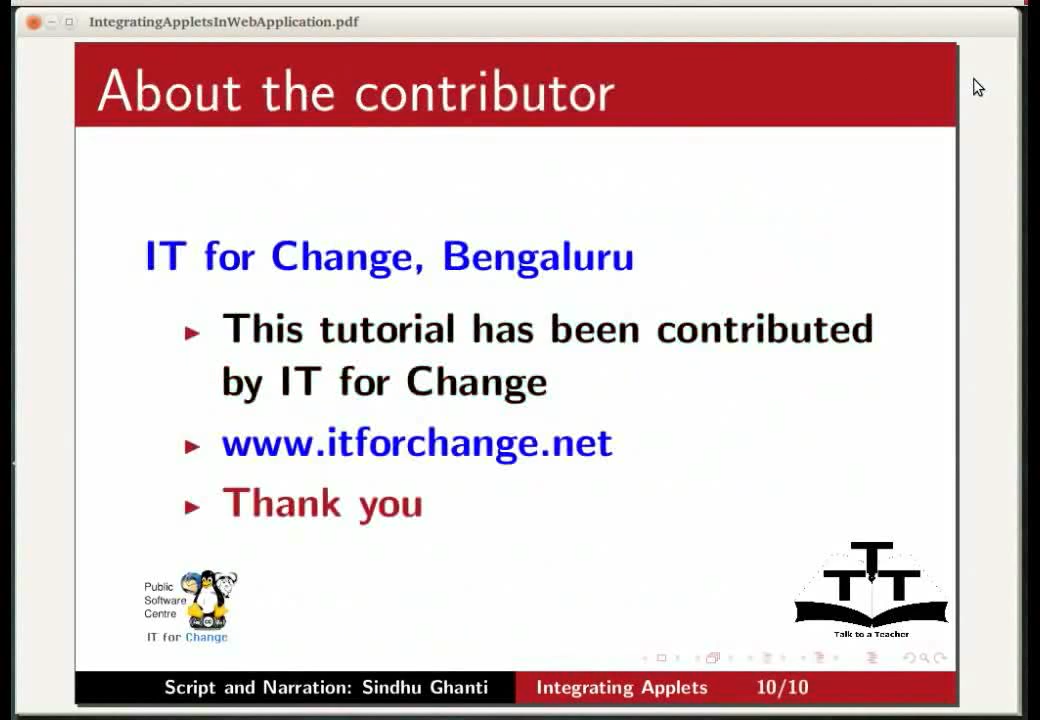 IntegratingAppletsInWebApplication.pdf
About the contributor
IT for Change, Bengaluru
This tutorial has been contributed
by IT for Change
www.itforchange.net
Thank you
Public
Software
Centre
IT for Change
T
T T
Talk to a Teacher
Script and Narration: Sindhu Ghanti
Integrating Applets
10/10